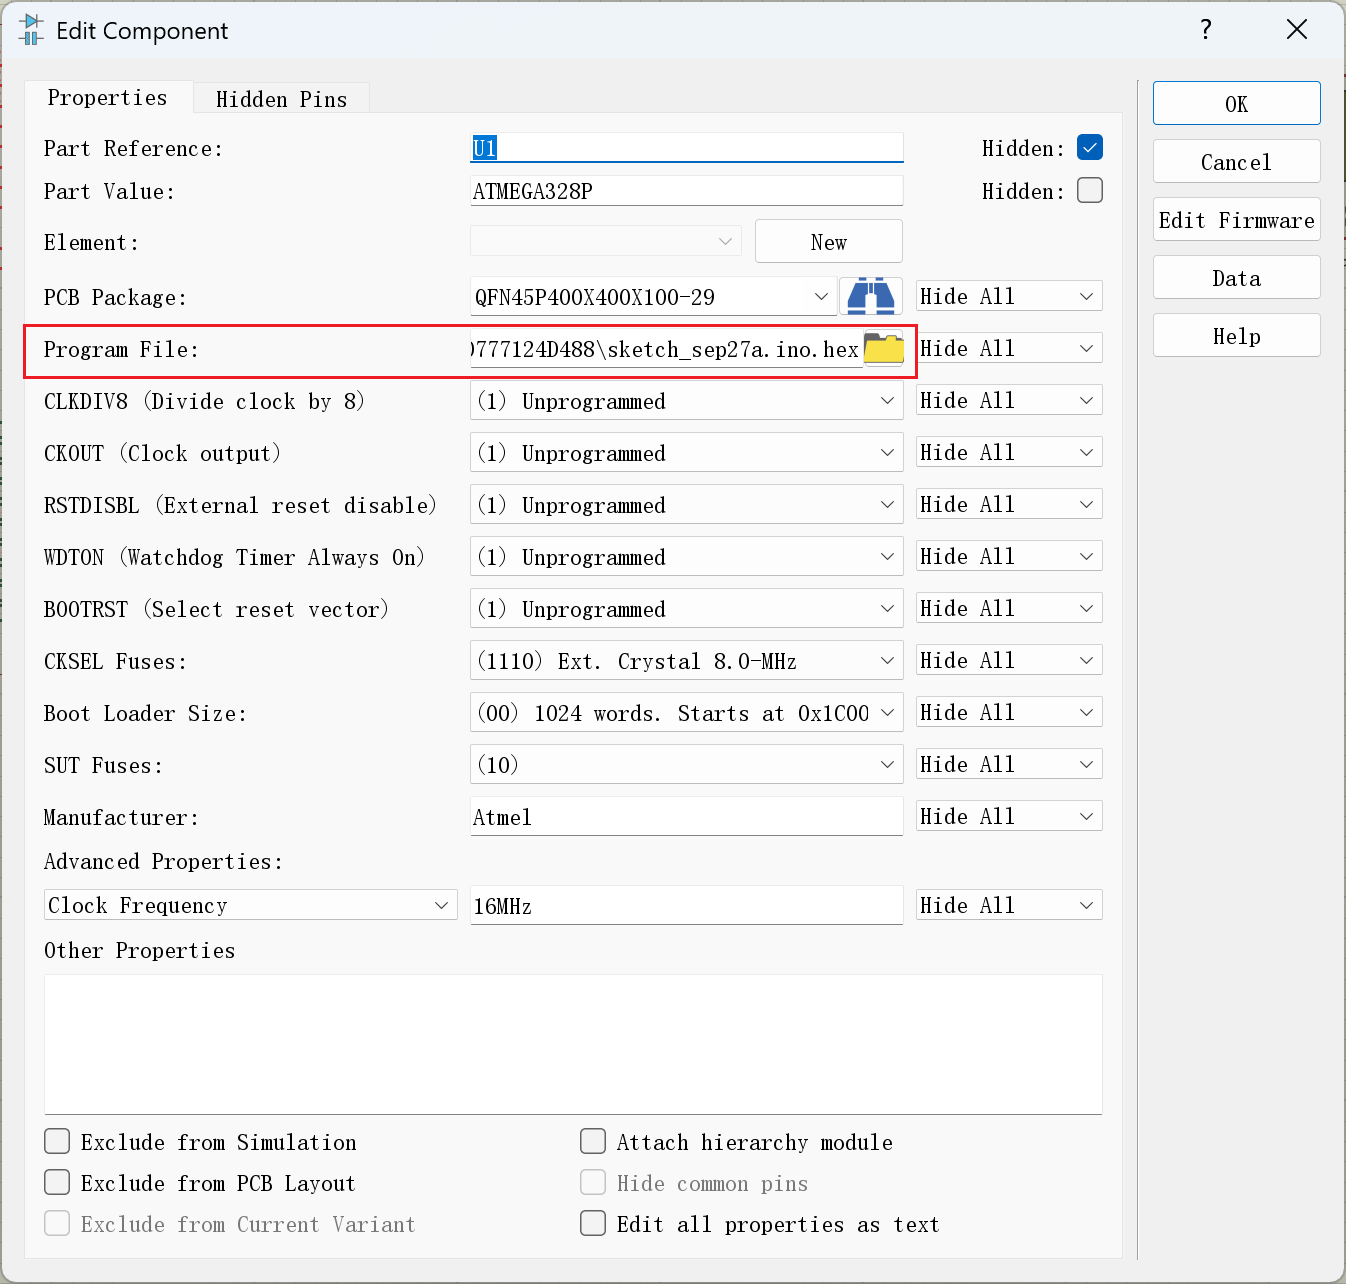 Edit Component
?
Properties
Hidden Pins
OK
Cancel
Edit Firmware
Data
Help
Part Reference: U1 Hidden:
Part Value: ATMEGA328P Hidden:
Element: New
PCB Package: QFN45P400X400X100-29 Hide All
Program File: 0777124D488\sketch_sep27a.ino.hex Hide All
CLKDIV8 (Divide clock by 8) (1) Unprogrammed Hide All
CKOUT (Clock output) (1) Unprogrammed Hide All
RSTDISBL (External reset disable) (1) Unprogrammed Hide All
WDTON (Watchdog Timer Always On) (1) Unprogrammed Hide All
BOOTRST (Select reset vector) (1) Unprogrammed Hide All
CKSEL Fuses: (1110) Ext. Crystal 8.0-MHz Hide All
Boot Loader Size: (00) 1024 words. Starts at 0x1C00 Hide All
SUT Fuses: (10) Hide All
Manufacturer: Atmel Hide All
Advanced Properties:
Clock Frequency 16MHz Hide All
Other Properties
Exclude from Simulation
Attach hierarchy module
Exclude from PCB Layout
Hide common pins
Exclude from Current Variant
Edit all properties as text